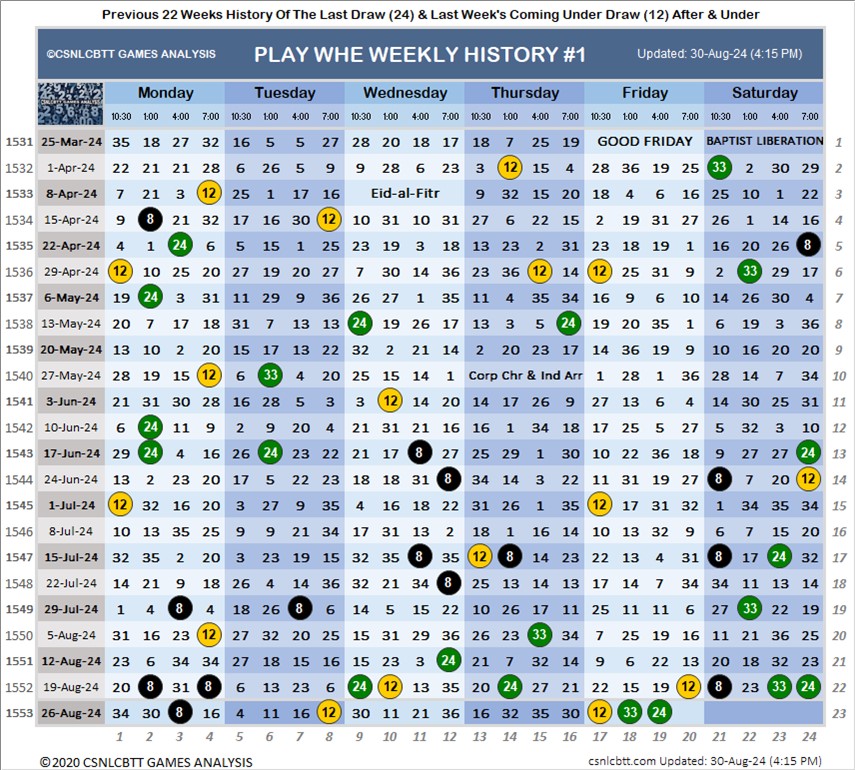 Previous 22 Weeks History Of The Last Draw (24) & Last Week's Coming Under Draw (12) After & Under
©CSNLCBTT GAMES ANALYSIS PLAY WHE WEEKLY HISTORY #1 Updated: 30-Aug-24 (4:15 PM)
Monday Tuesday Wednesday Thursday Friday Saturday
10:30 1:00 4:00 7:00 10:30 1:00 4:00 7:00 10:30 1:00 4:00 7:00 10:30 1:00 4:00 7:00 10:30 1:00 4:00 7:00 10:30 1:00 4:00 7:00
1531 25-Mar-24 35 18 27 32 16 5 5 27 28 20 18 17 18 7 25 19 GOOD FRIDAY BAPTIST LIBERATION 1
1532 1-Apr-24 22 21 21 28 6 26 5 9 9 28 6 23 3 12 15 4 28 36 19 25 33 2 30 29 2
1533 8-Apr-24 7 21 3 12 25 1 17 16 Eid-al-Fitr 9 32 15 20 18 4 6 16 25 10 1 22 3
1534 15-Apr-24 9 8 21 32 17 16 30 12 10 31 10 31 27 6 22 15 2 19 31 27 26 1 14 16 4
1535 22-Apr-24 4 1 24 6 5 15 1 25 23 19 3 18 13 23 2 31 23 18 19 1 16 20 26 8 5
1536 29-Apr-24 12 10 25 20 27 19 20 27 7 30 14 36 23 36 12 14 12 25 31 9 2 33 29 17 6
1537 6-May-24 19 24 3 31 11 29 9 36 26 27 1 35 11 4 35 34 16 9 6 10 14 26 30 4 7
1538 13-May-24 20 7 17 18 31 7 13 13 24 19 26 17 13 3 5 24 19 20 35 1 6 19 3 36 8
1539 20-May-24 13 10 2 20 15 17 13 22 32 2 21 14 2 20 23 17 14 36 19 9 10 16 20 20 9
1540 27-May-24 28 19 15 12 6 33 4 20 25 15 14 1 Corp Chr & Ind Arr 1 28 1 36 28 14 7 34 10
1541 3-Jun-24 21 31 30 28 16 28 5 3 2 12 14 20 14 17 26 9 27 13 6 4 14 30 25 31 11
1542 10-Jun-24 6 24 11 9 2 9 20 4 21 31 21 16 16 1 34 18 17 25 25 20 5 32 3 10 12
1543 17-Jun-24 29 24 4 29 26 24 23 22 21 21 8 27 23 27 19 15 10 22 36 18 9 27 27 24 13
1544 24-Jun-24 13 2 23 20 17 5 22 23 18 18 31 8 34 14 3 22 11 31 19 27 8 7 20 12 14
1545 1-Jul-24 12 32 16 20 3 27 9 35 4 16 18 22 31 26 1 35 12 17 31 32 1 34 35 34 15
1546 8-Jul-24 10 13 35 25 9 9 21 34 17 31 13 2 18 1 16 14 10 31 9 31 6 7 15 20 16
1547 15-Jul-24 32 35 2 20 3 17 23 19 32 35 8 35 12 8 14 23 22 13 4 31 8 17 24 32 17
1548 22-Jul-24 14 21 9 18 26 4 14 36 32 21 34 8 25 13 14 13 17 14 7 34 34 11 13 14 18
1549 29-Jul-24 1 4 8 4 18 26 8 6 14 5 15 22 10 26 17 11 25 11 11 6 27 33 22 19 19
1550 5-Aug-24 31 16 23 12 27 32 20 25 15 31 29 36 26 23 33 34 7 25 19 16 11 21 36 25 20
1551 12-Aug-24 23 6 34 34 27 18 15 16 15 23 3 24 21 7 32 14 9 6 22 13 20 18 32 23 21
1552 19-Aug-24 20 8 31 8 6 13 23 6 24 12 13 35 20 24 14 21 22 15 19 12 8 23 33 24 22
1553 26-Aug-24 34 30 8 16 4 11 16 12 30 11 21 36 16 32 35 30 12 33 24 23
1 2 3 4 5 6 7 8 9 10 11 12 13 14 15 16 17 18 19 20 21 22 23 24
©2020 CSNLCBTT GAMES ANALYSIS csnlcbtt.com Updated: 30-Aug-24 (4:15 PM)